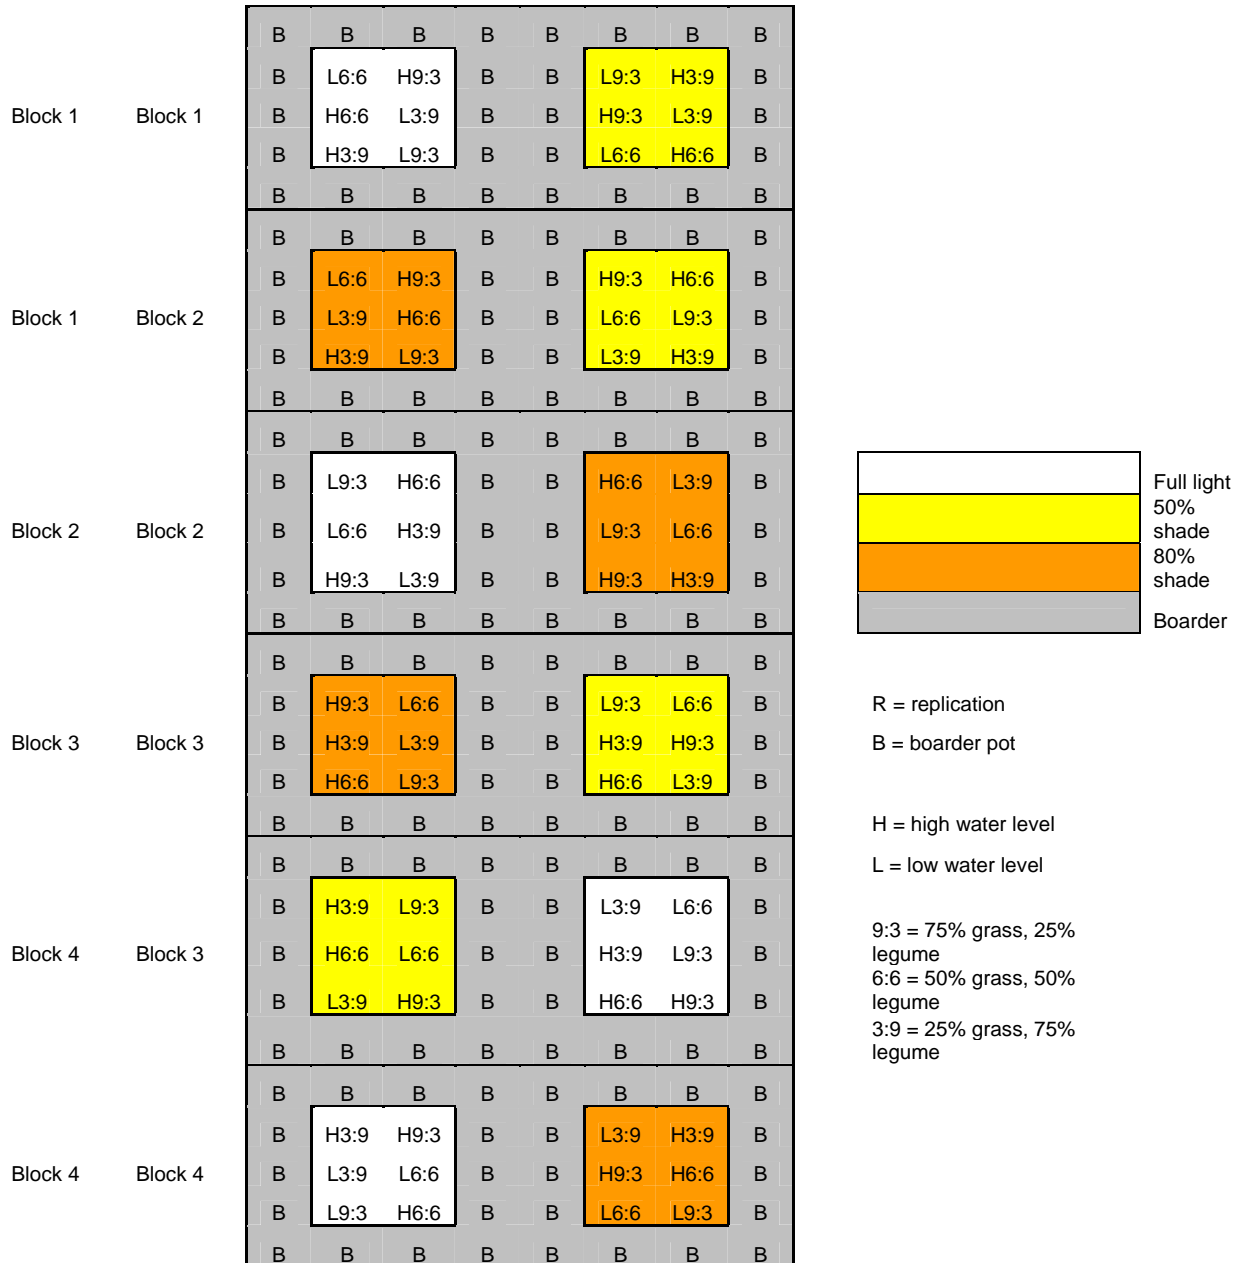 B B B B B B B B
B L6:6 H9:3 B B L9:3 H3:9 B
Block 1 Block 1 B H6:6 L3:9 B B H9:3 L3:9 B
B H3:9 L9:3 B B L6:6 H6:6 B
B B B B B B B B
B B B B B B B B
B L6:6 H9:3 B B H9:3 H6:6 B
Block 1 Block 2 B L3:9 H6:6 B B L6:6 L9:3 B
B H3:9 L9:3 B B L3:9 H3:9 B
B B B B B B B B
B B B B B B B B
B L9:3 H6:6 B B H6:6 L3:9 B
Block 2 Block 2 B L6:6 H3:9 B B L9:3 L6:6 B
B H9:3 L3:9 B B H9:3 H3:9 B
B B B B B B B B
B B B B B B B B
B H9:3 L6:6 B B L9:3 L6:6 B
Block 3 Block 3 B H3:9 L3:9 B B H3:9 H9:3 B
B H6:6 L9:3 B B H6:6 L3:9 B
B B B B B B B B
B B B B B B B B
B H3:9 L9:3 B B L3:9 L6:6 B
Block 4 Block 3 B H6:6 L6:6 B B H3:9 L9:3 B
B L3:9 H9:3 B B H6:6 H9:3 B
B B B B B B B B
B B B B B B B B
B H3:9 H9:3 B B L3:9 H3:9 B
Block 4 Block 4 B L3:9 L6:6 B B H9:3 H6:6 B
B L9:3 H6:6 B B L6:6 L9:3 B
B B B B B B B B
Full light
50%
shade
80%
shade
Boarder
R = replication
B = boarder pot
H = high water level
L = low water level
9:3 = 75% grass, 25%
legume
6:6 = 50% grass, 50%
legume
3:9 = 25% grass, 75%
legume